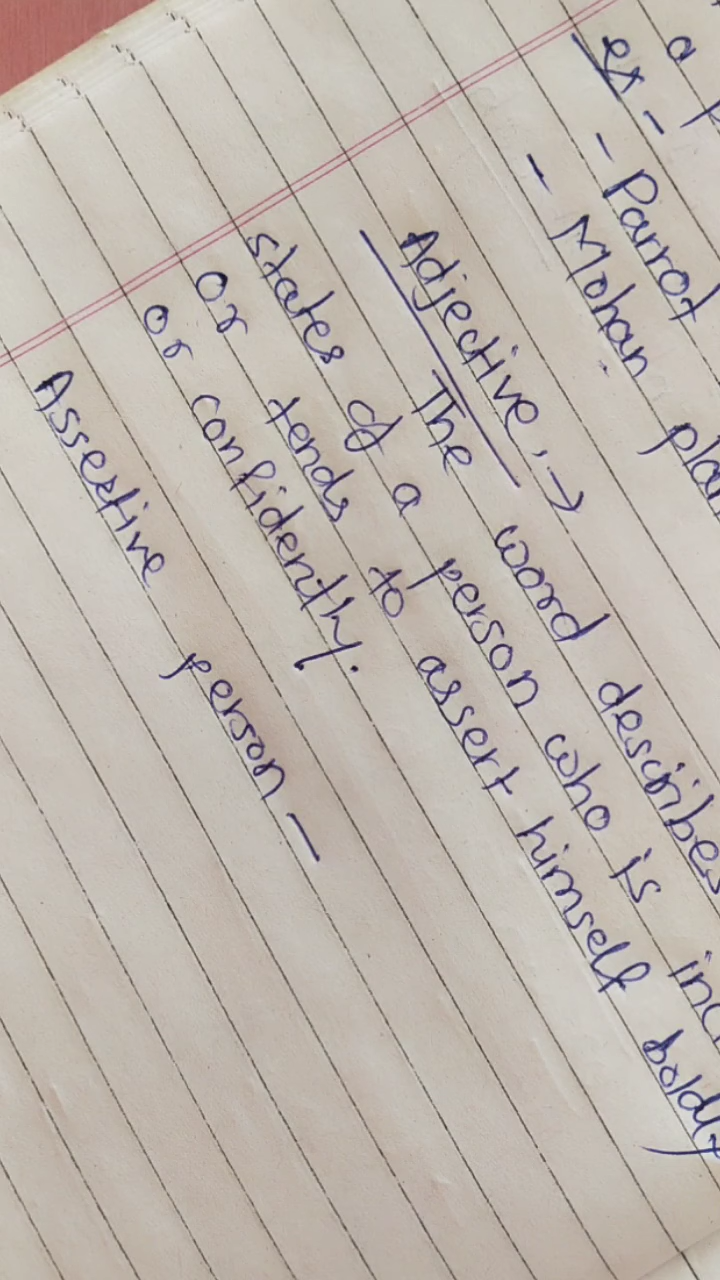 a
ex -
- Parrot
- Mohan
Adjective, → The word describes
states of a person who is
or tends to assert himself boldly
or confidently.
Assertive person -